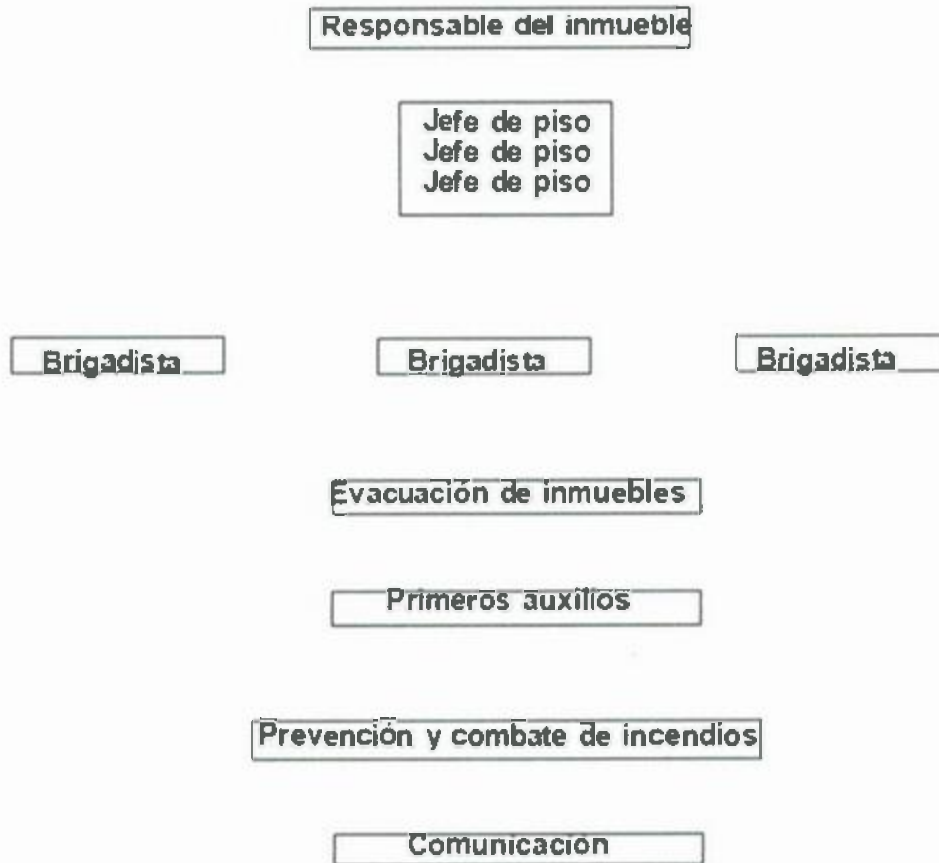 Responsable del inmueble
Jefe de piso
Jefe de piso
Jefe de piso
Brigadista
Brigadista
Brigadista
Evacuación de inmuebles
Primeros auxilios
Prevención y combate de incendios
Comunicación